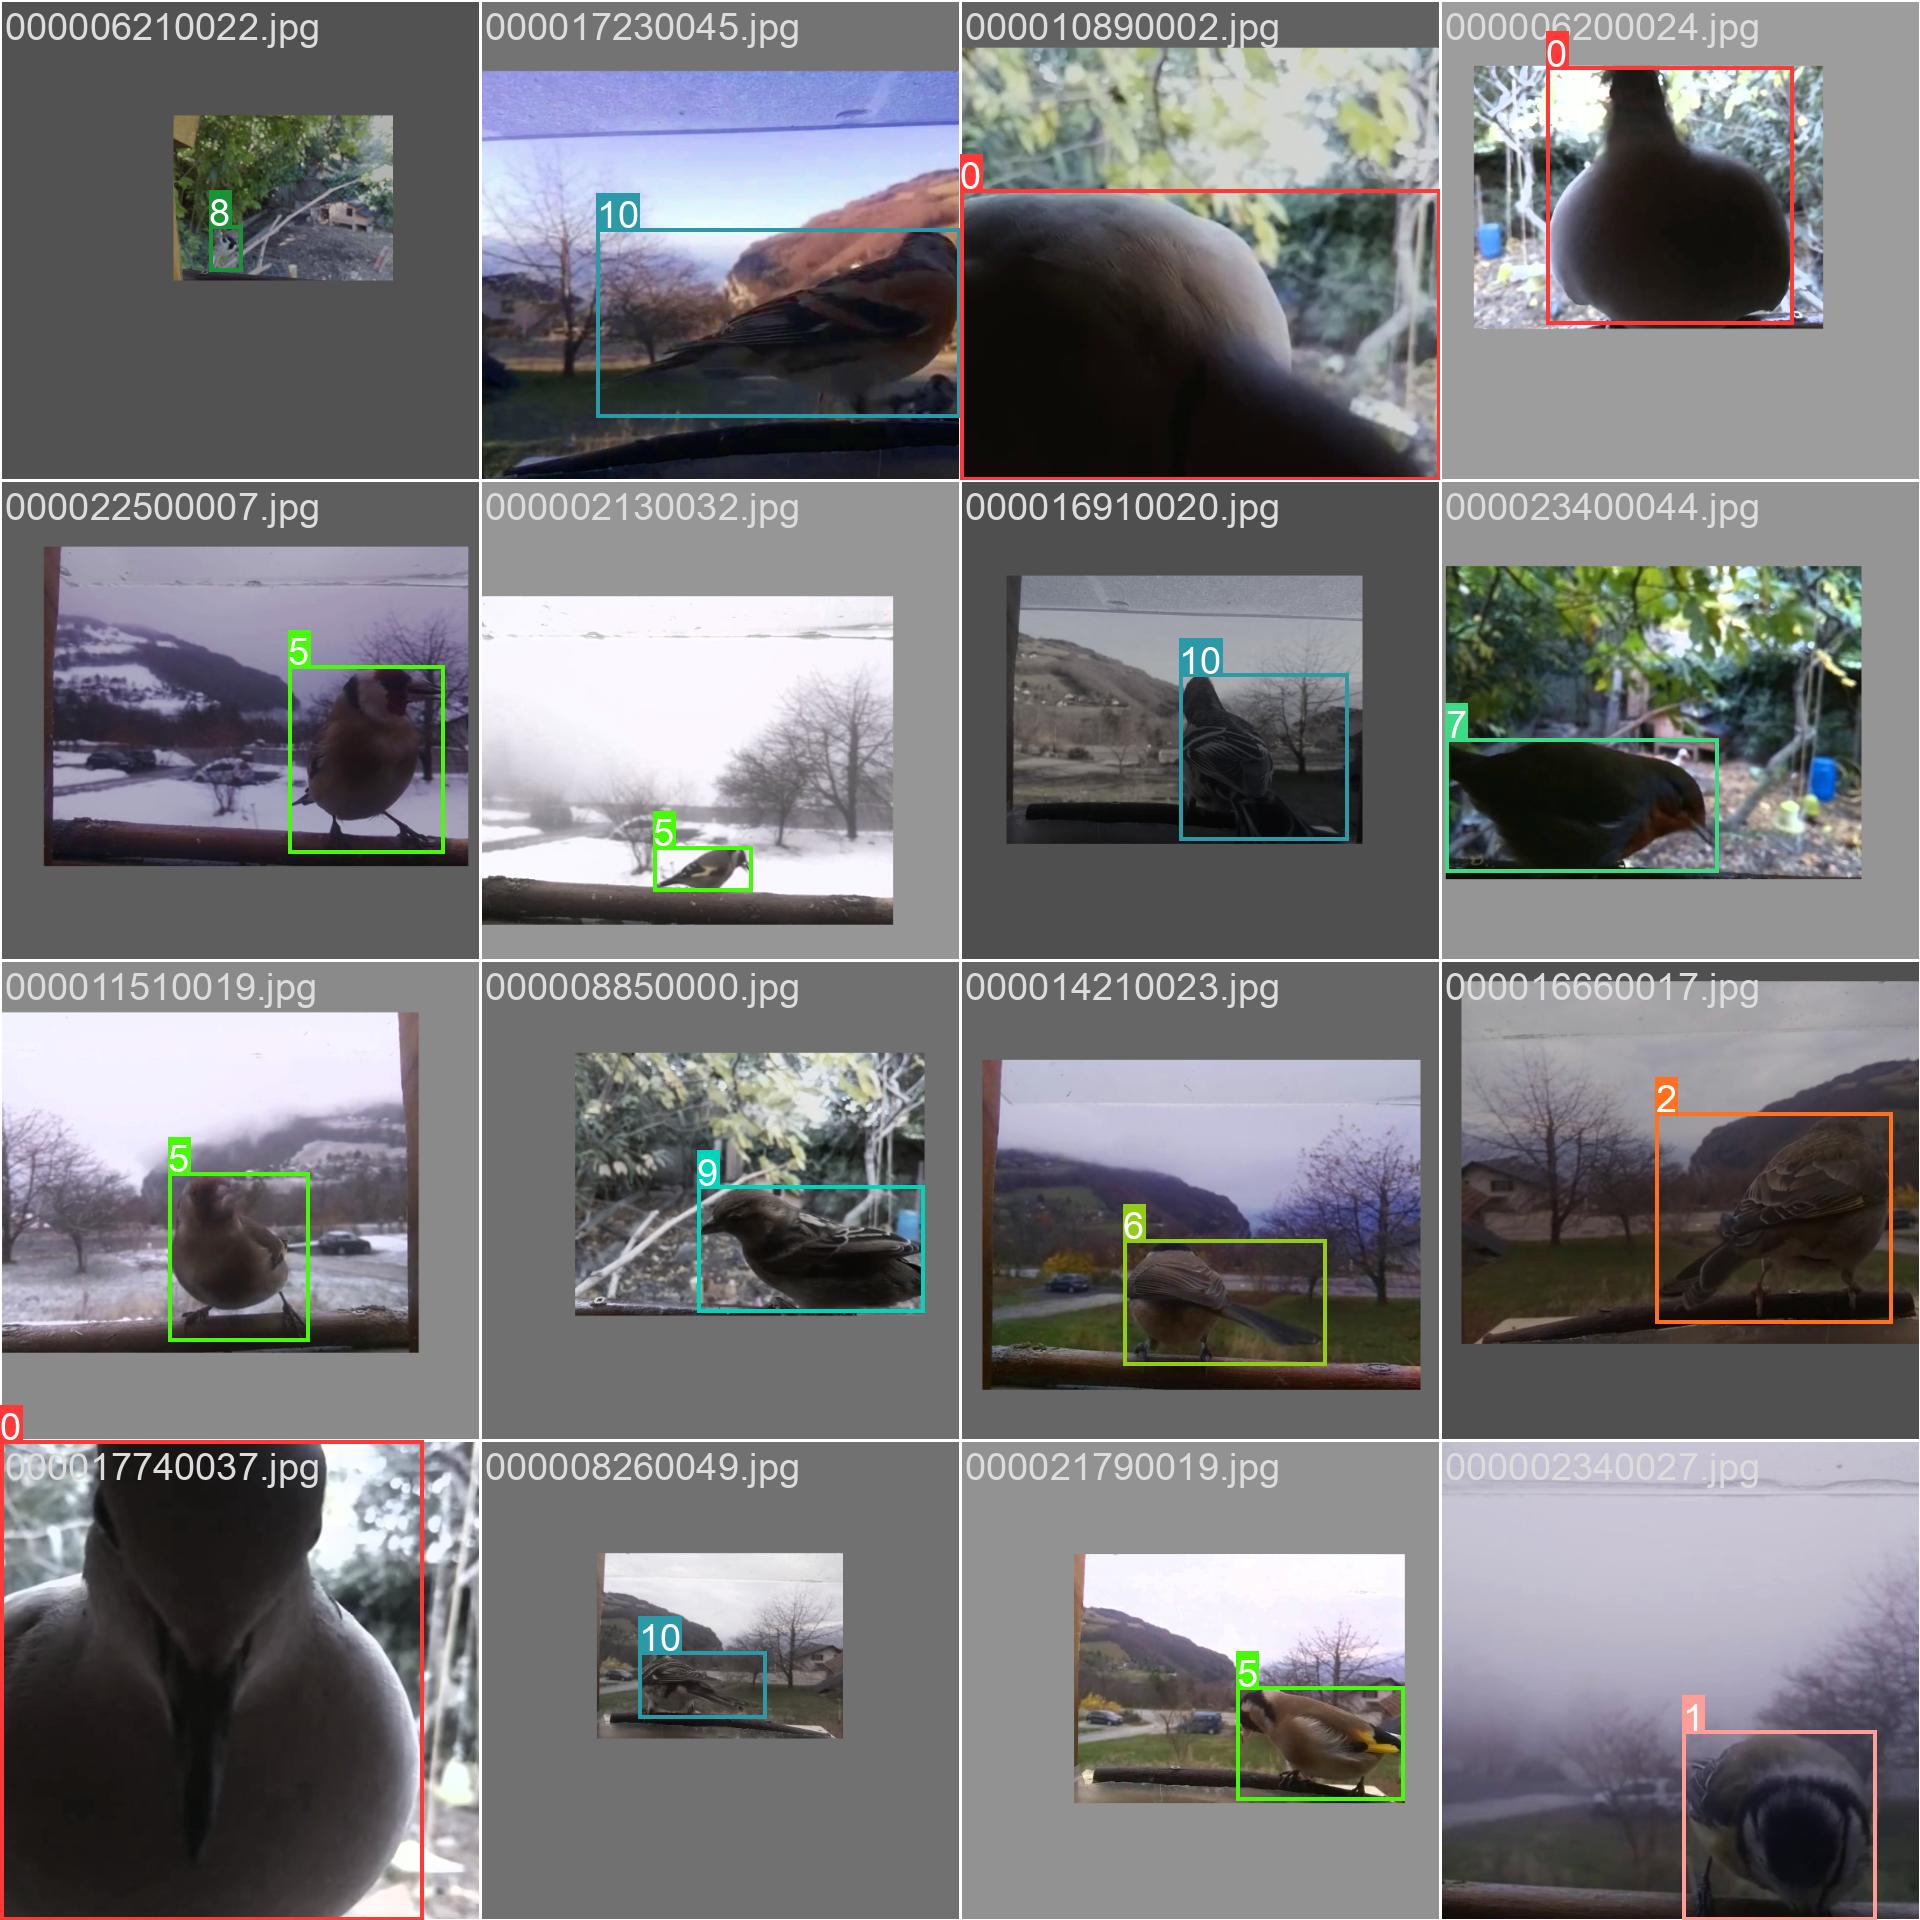 000006210022.jpg
000017230045.jpg
000010890002.jpg
000006200024.jpg
0
8
10
0
000022500007.jpg
000002130032.jpg
000016910020.jpg
000023400044.jpg
5
10
7
5
000011510019.jpg
000008850000.jpg
000014210023.jpg
000016660017.jpg
2
5
9
6
0
000017740037.jpg
000008260049.jpg
000021790019.jpg
000002340027.jpg
10
5
1